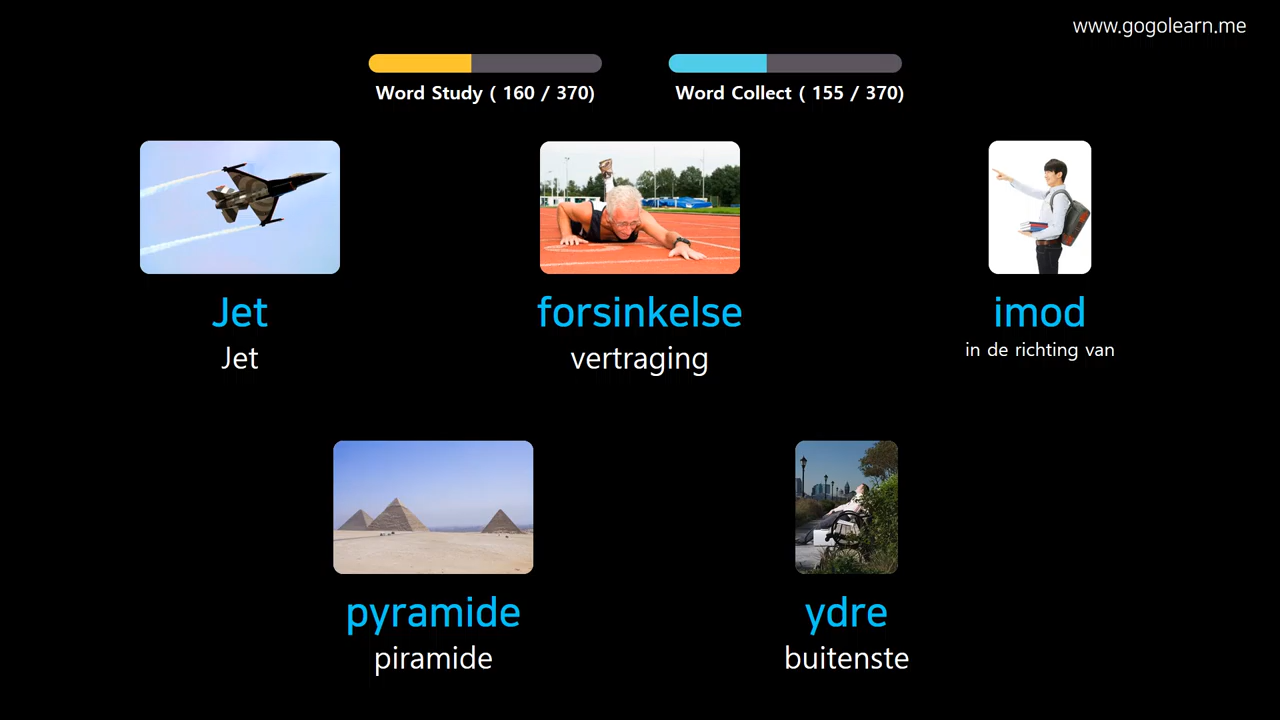 www.gogolearn.me
Word Study ( 160 / 370)
Word Collect ( 155 / 370)
Jet
Jet
forsinkelse
vertraging
imod
in de richting van
pyramide
piramide
ydre
buitenste